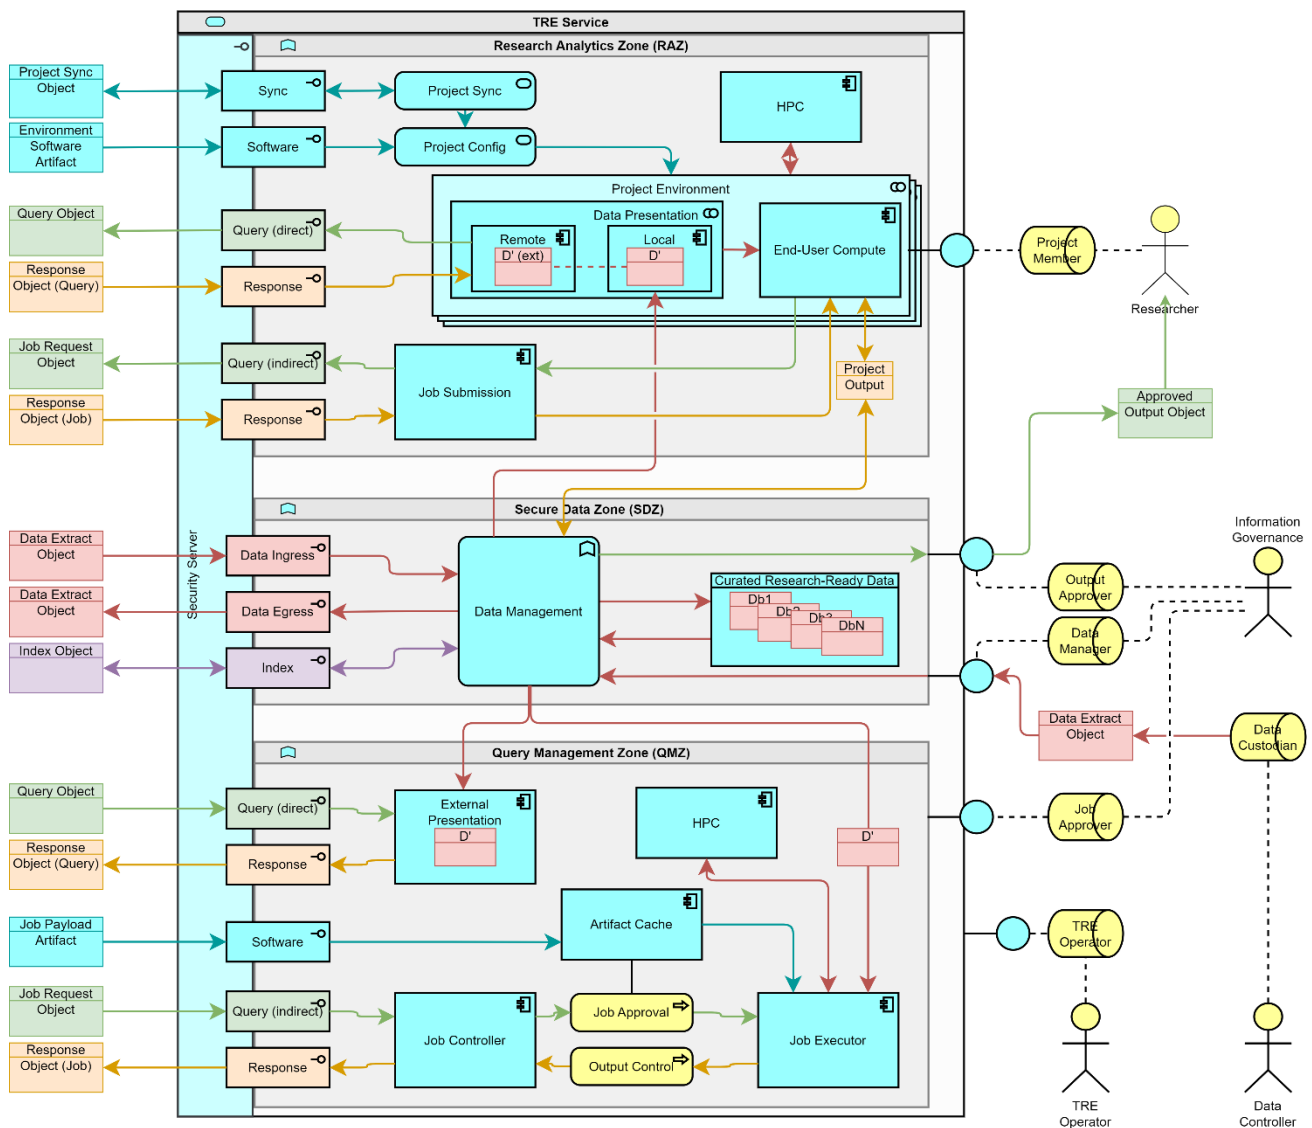 TRE Service
Research Analytics Zone (RAZ)
Project Sync
Object
Sync
Project Sync
HPC
Environment
Software
Artifact
Software
Project Config
Project Environment
Query Object
Query (direct)
Data Presentation
Remote
D' (ext)
Local
D'
End-User Compute
Project
Member
Researcher
Response
Object (Query)
Response
Job Request
Object
Query (indirect)
Job Submission
Project
Output
Response
Object (Job)
Response
Approved
Output Object
Security Server
Secure Data Zone (SDZ)
Data Extract
Object
Data Ingress
Data Management
Data Extract
Object
Data Egress
Index Object
Index
Curated Research-Ready Data
Db1
Db2
Db3
DbN
Information
Governance
Output
Approver
Data
Manager
Data Extract
Object
Data
Custodian
Query Management Zone (QMZ)
Query Object
Query (direct)
External
Presentation
D'
HPC
D'
Job
Approver
Response
Object (Query)
Response
Job Payload
Artifact
Software
Artifact Cache
TRE
Operator
Job Request
Object
Query (indirect)
Job Controller
Job Approval
Job Executor
Response
Object (Job)
Response
Output Control
TRE
Operator
Data
Controller